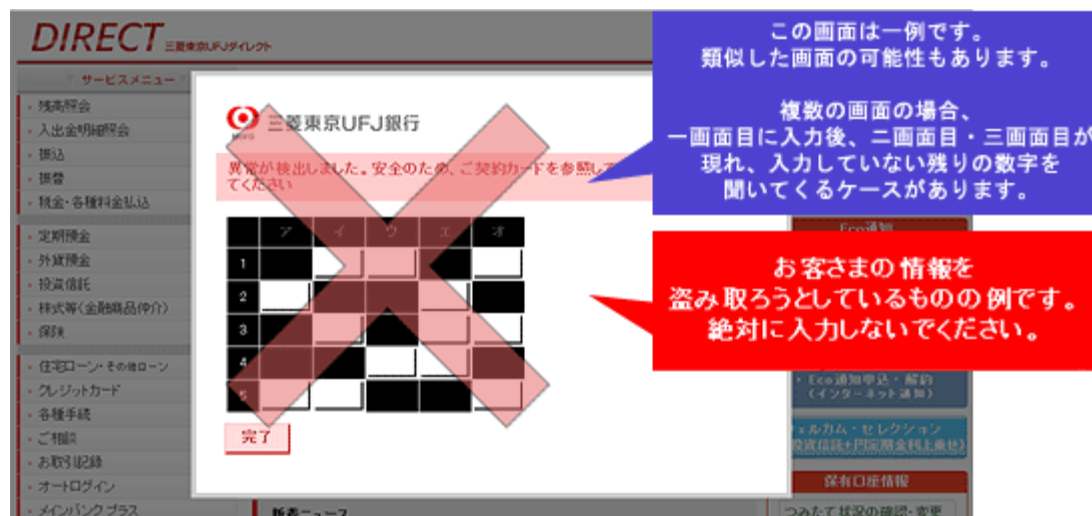 DIRECT 三菱東京UFJダイレクト
サービスメニュー
残高照会
入出金明細照会
振込
振替
税金・各種料金払込
定期預金
外貨預金
投資信託
株式等(金融商品仲介)
保険
住宅ローン・その他ローン
クレジットカード
各種手続
ご相談
お取引記録
オートログイン
メインバンク プラス
三菱東京UFJ銀行
異常が検出しました。安全のため、ご契約カードを参照して
てください
ア イ ウ エ オ
1
2
3
4
5
完了
新着ニュース
この画面は一例です。
類似した画面の可能性もあります。
複数の画面の場合、
一画面目に入力後、二画面目・三画面目が
現れ、入力していない残りの数字を
聞いてくるケースがあります。
Eco通知
お客さまの情報を
盗み取ろうとしているものの例です。
絶対に入力しないでください。
Eco通知申込・解約
(インターネット通知)
ェルカム・セレクション
投資信託+円定期金利上乗せ)
保有口座情報
つみたて状況の確認・変更